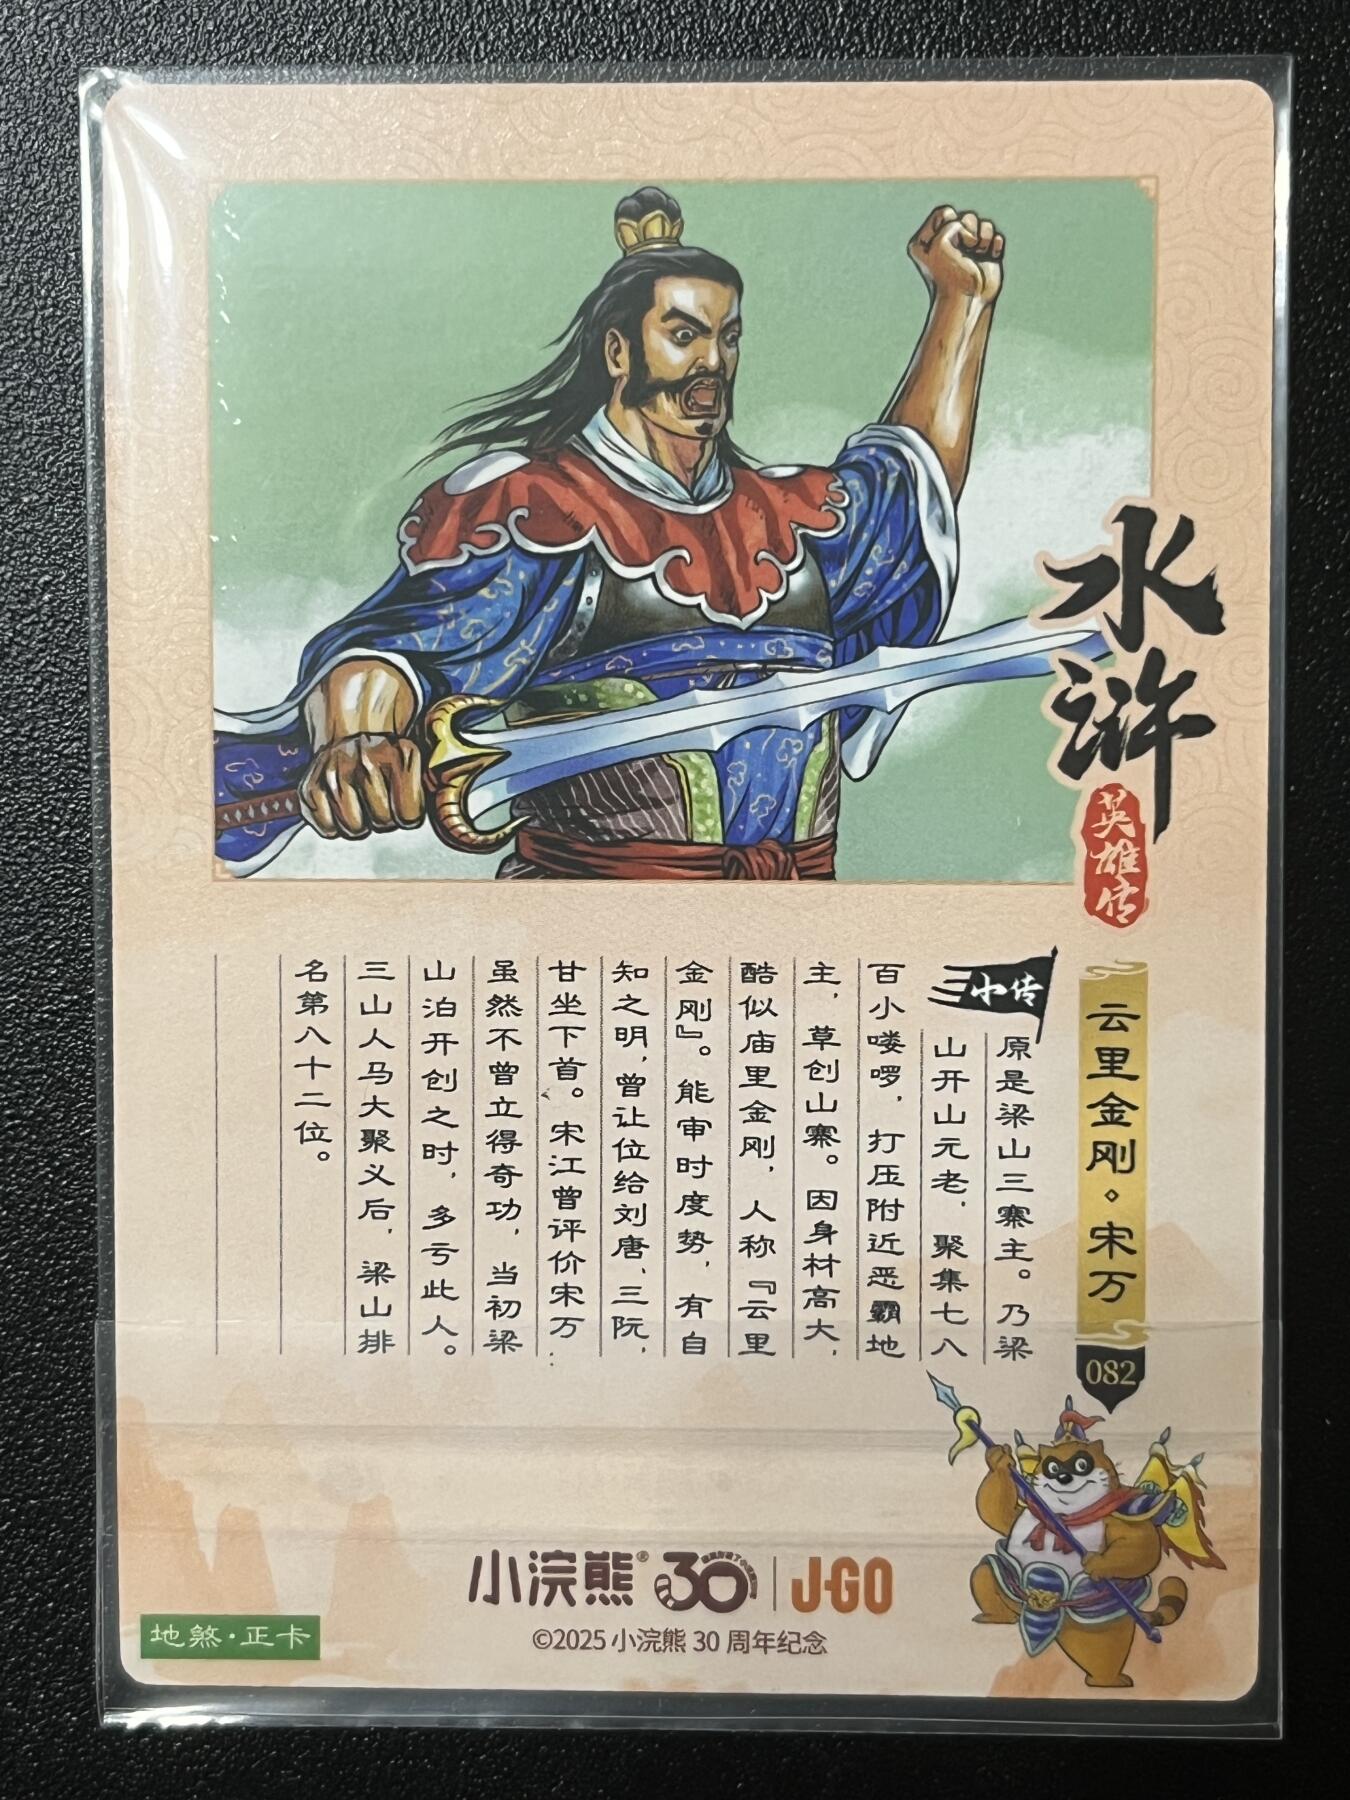 水浒
英雄传
云里金刚·宋万
082
小传
原是梁山三寨主。乃梁
山开山元老，聚集七八
百小喽啰，打压附近恶霸地
主，草创山寨。因身材高大，
酷似庙里金刚，人称『云里
金刚』。能审时度势，有自
知之明，曾让位给刘唐、三阮，
甘坐下首。宋江曾评价宋万：
虽然不曾立得奇功，当初梁
山泊开创之时，多亏此人。
三山人马大聚义后，梁山排
名第八十二位。
小浣熊® 30 | J·GO
©2025 小浣熊 30 周年纪念
地煞·正卡